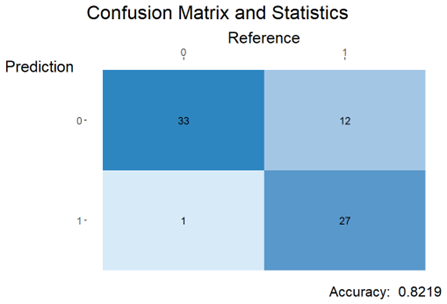 Confusion Matrix and Statistics
Reference
0 1
Prediction
0 33 12
1 1 27
Accuracy: 0.8219